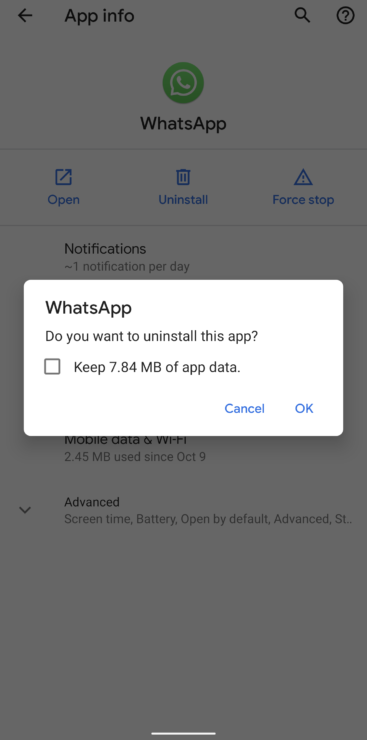 App info
WhatsApp
Open
Uninstall
Force stop
Notifications
~1 notification per day
WhatsApp
Do you want to uninstall this app?
Keep 7.84 MB of app data.
Cancel
OK
Mobile data & Wi-Fi
2.45 MB used since Oct 9
Advanced
Screen time, Battery, Open by default, Advanced, St..